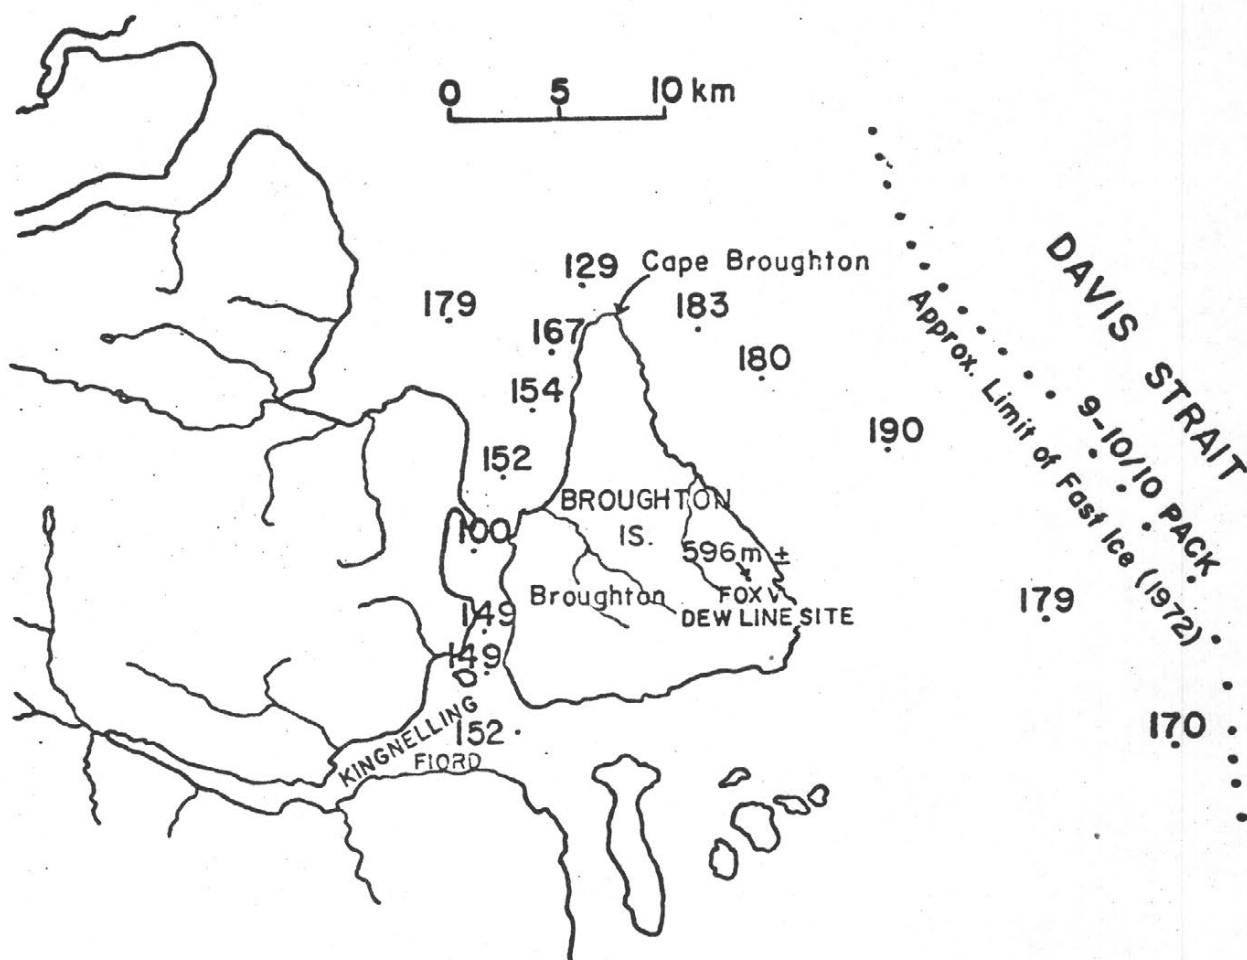 0 5 10 km
DAVIS STRAIT
129
Cape Broughton
179
183
167
180
154
190
Approx. Limit of Fast Ice (1972)
9-10/10 PACK
152
BROUGHTON
IS.
100
596m ±
Broughton
FOX V
DEW LINE SITE
149
179
149
KINGNELLING
FIORD
152
170